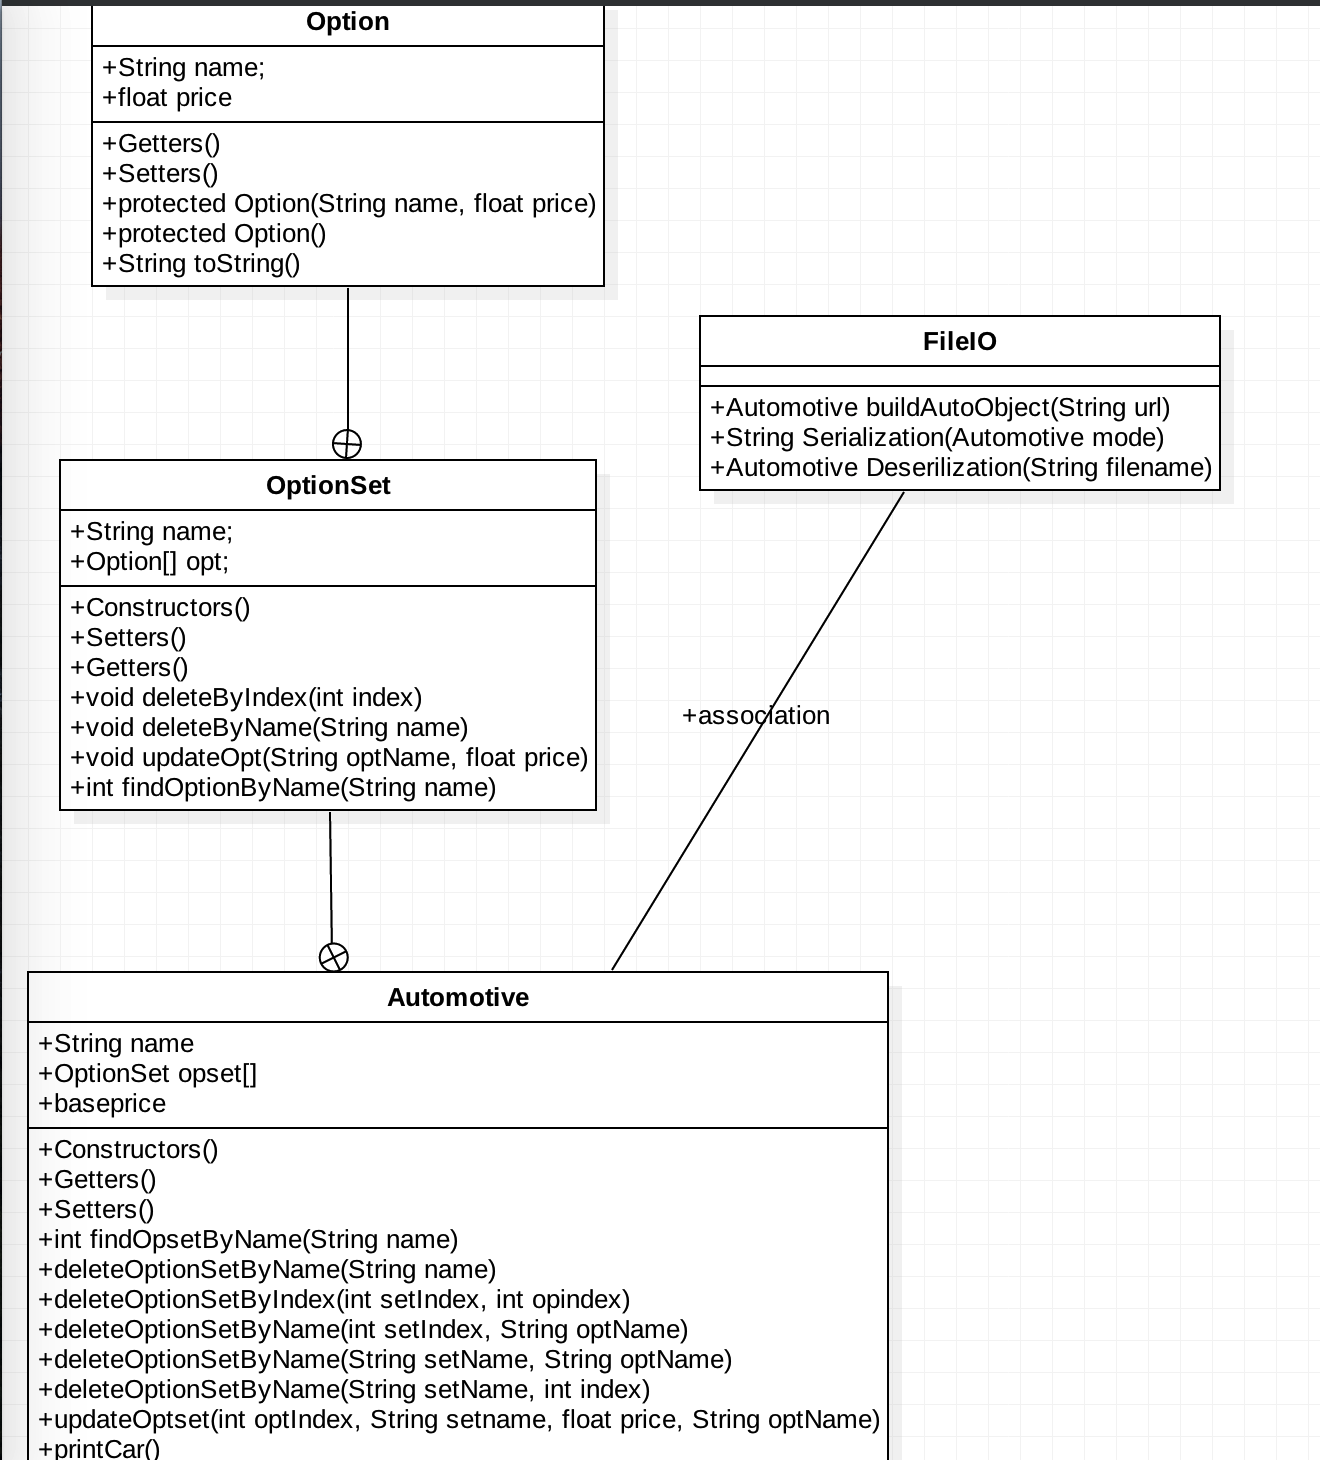 Option
+String name;
+float price
+Getters()
+Setters()
+protected Option(String name, float price)
+protected Option()
+String toString()
FileIO
+Automotive buildAutoObject(String url)
+String Serialization(Automotive mode)
+Automotive Deserilization(String filename)
OptionSet
+String name;
+Option[] opt;
+Constructors()
+Setters()
+Getters()
+void deleteByIndex(int index)
+void deleteByName(String name)
+void updateOpt(String optName, float price)
+int findOptionByName(String name)
+association
Automotive
+String name
+OptionSet opset[]
+baseprice
+Constructors()
+Getters()
+Setters()
+int findOpsetByName(String name)
+deleteOptionSetByName(String name)
+deleteOptionSetByIndex(int setIndex, int opindex)
+deleteOptionSetByName(int setIndex, String optName)
+deleteOptionSetByName(String setName, String optName)
+deleteOptionSetByName(String setName, int index)
+updateOptset(int optIndex, String setname, float price, String optName)
+printCar()